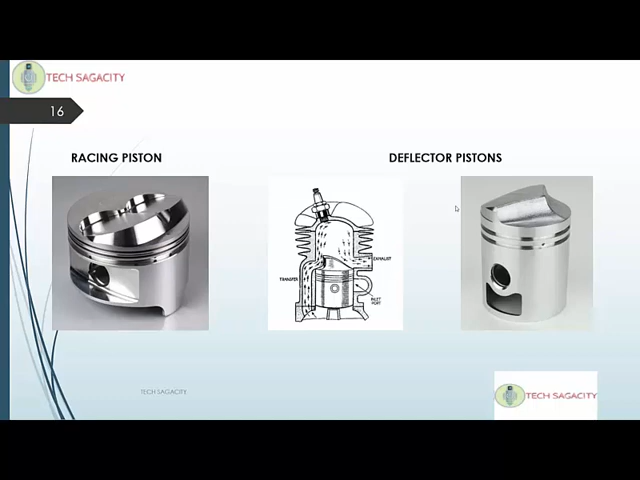 TECH SAGACITY
16
RACING PISTON
DEFLECTOR PISTONS
EXHAUST
TRANSFER
INLET
PORT
TECH SAGACITY
TECH SAGACITY